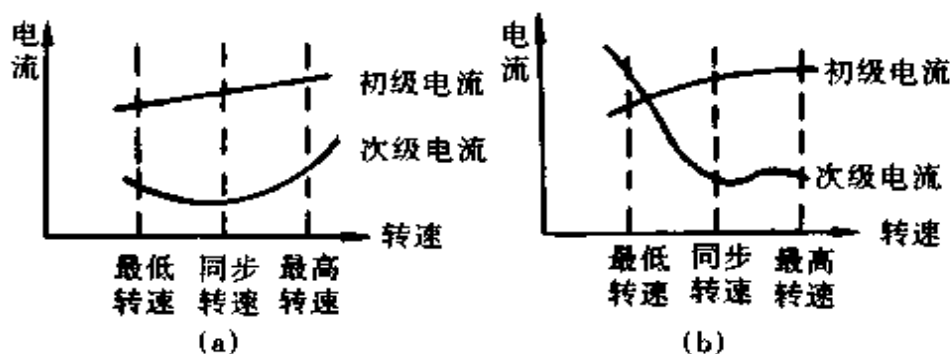 电流
初级电流
次级电流
转速
最低转速
同步转速
最高转速
(a)
电流
初级电流
次级电流
转速
最低转速
同步转速
最高转速
(b)